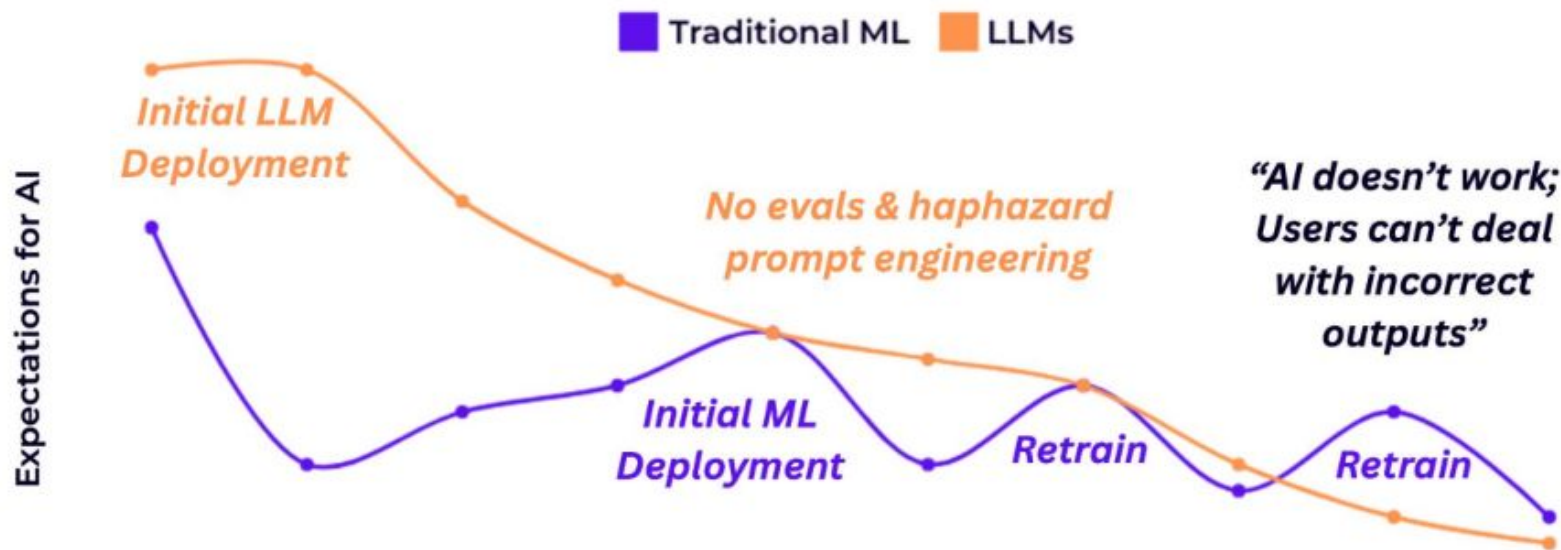 Traditional ML
LLMs
Initial LLM
Deployment
Expectations for AI
No evals & haphazard
prompt engineering
“AI doesn’t work;
Users can’t deal
with incorrect
outputs”
Initial ML
Deployment
Retrain
Retrain